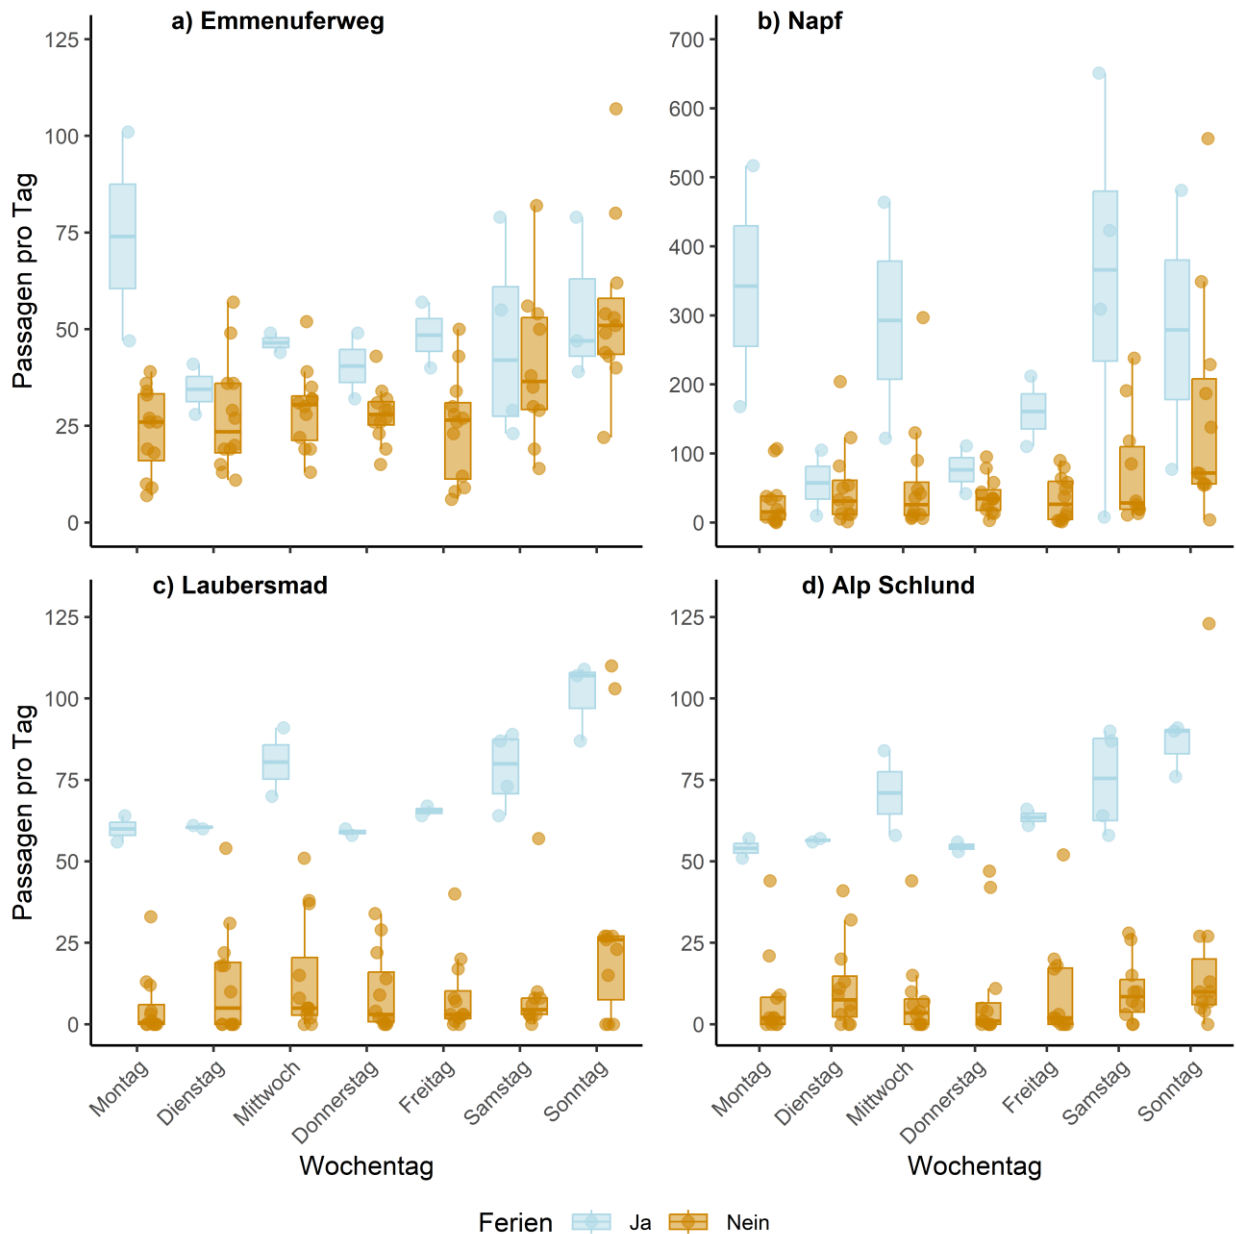 a) Emmenuferweg
b) Napf
Passagen pro Tag
125
100
75
50
25
0
700
600
500
400
300
200
100
0
c) Laubersmad
d) Alp Schlund
Passagen pro Tag
125
100
75
50
25
0
125
100
75
50
25
0
Montag
Dienstag
Mittwoch
Donnerstag
Freitag
Samstag
Sonntag
Montag
Dienstag
Mittwoch
Donnerstag
Freitag
Samstag
Sonntag
Wochentag
Wochentag
Ferien Ja Nein